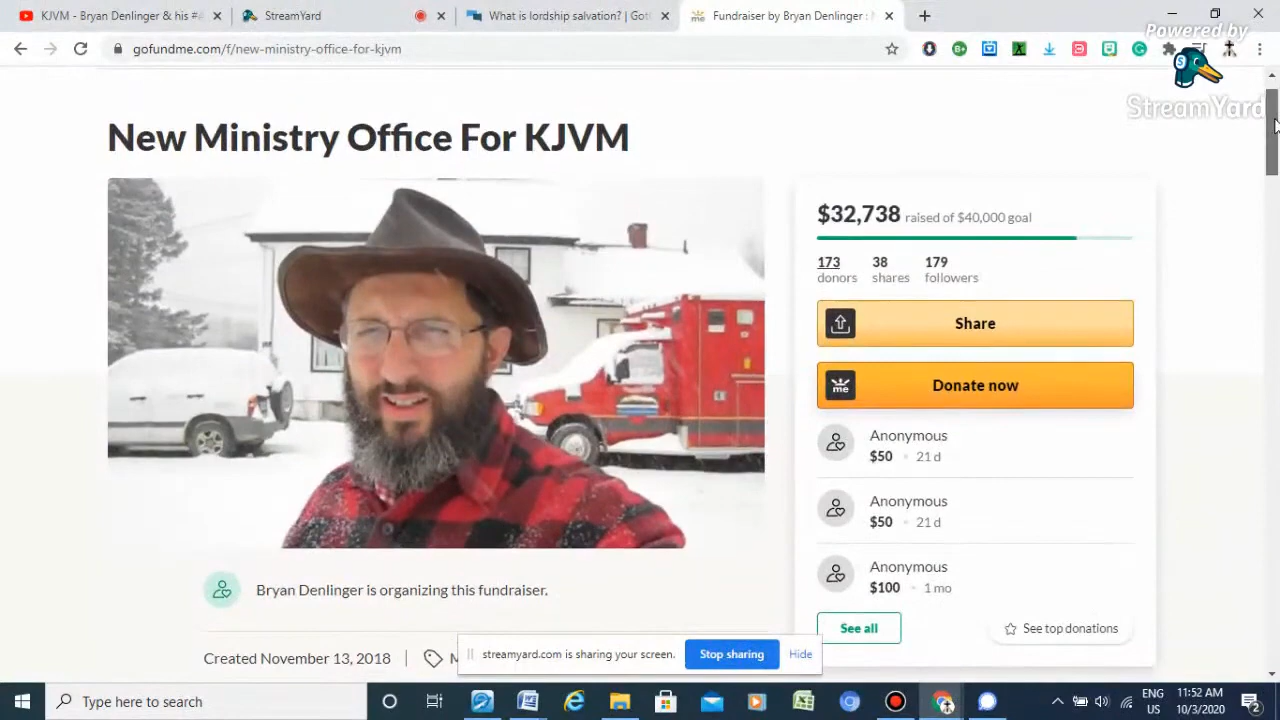 KJVM - Bryan Denlinger & his #
StreamYard
What is lordship salvation? | Got
Fundraiser by Bryan Denlinger : N
gofundme.com/f/new-ministry-office-for-kjvm
Powered by
StreamYard
New Ministry Office For KJVM
$32,738 raised of $40,000 goal
173 38 179
donors shares followers
Share
me Donate now
Anonymous
$50 • 21 d
Anonymous
$50 • 21 d
Anonymous
$100 • 1 mo
See all See top donations
Bryan Denlinger is organizing this fundraiser.
Created November 13, 2018
streamyard.com is sharing your screen. Stop sharing Hide
Type here to search
ENG
US
11:52 AM
10/3/2020
2